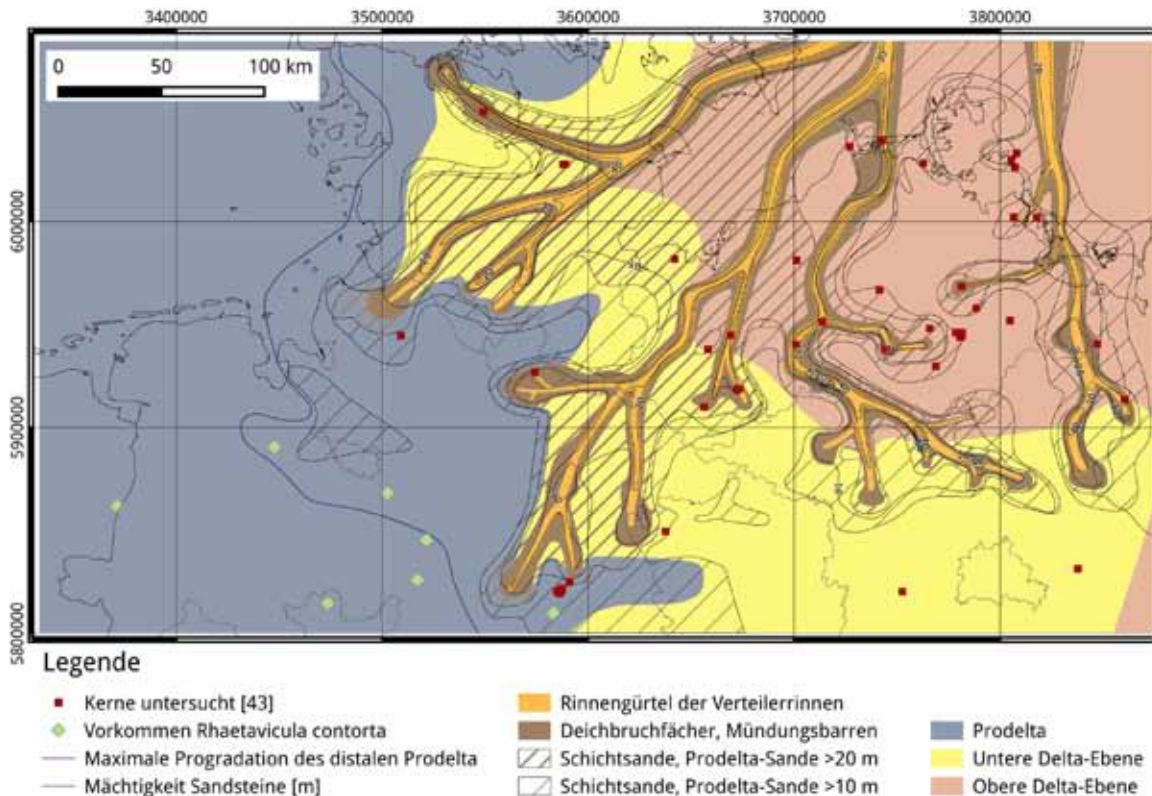 3400000 3500000 3600000 3700000 3800000
0 50 100 km
6000000
5900000
5800000
Legende
Kerne untersucht [43]
Vorkommen Rhaetavicula contorta
Maximale Progradation des distalen Prodelta
Mächtigkeit Sandsteine [m]
Rinnengürtel der Verteilerrinnen
Deichbruchfächer, Mündungsbarren
Schichtsande, Prodelta-Sande >20 m
Schichtsande, Prodelta-Sande >10 m
Prodelta
Untere Delta-Ebene
Obere Delta-Ebene